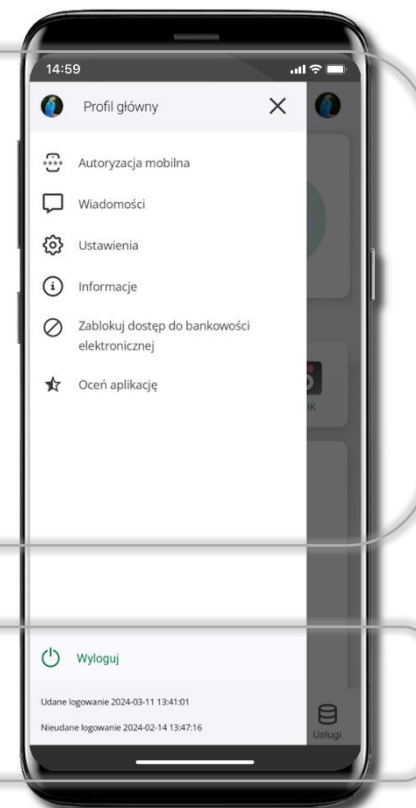 14:59
Profil główny
Autoryzacja mobilna
Wiadomości
Ustawienia
Informacje
Zablokuj dostęp do bankowości
elektronicznej
Oceń aplikację
Wyloguj
Udane logowanie 2024-03-11 13:41:01
Nieudane logowanie 2024-02-14 13:47:16
Usługi